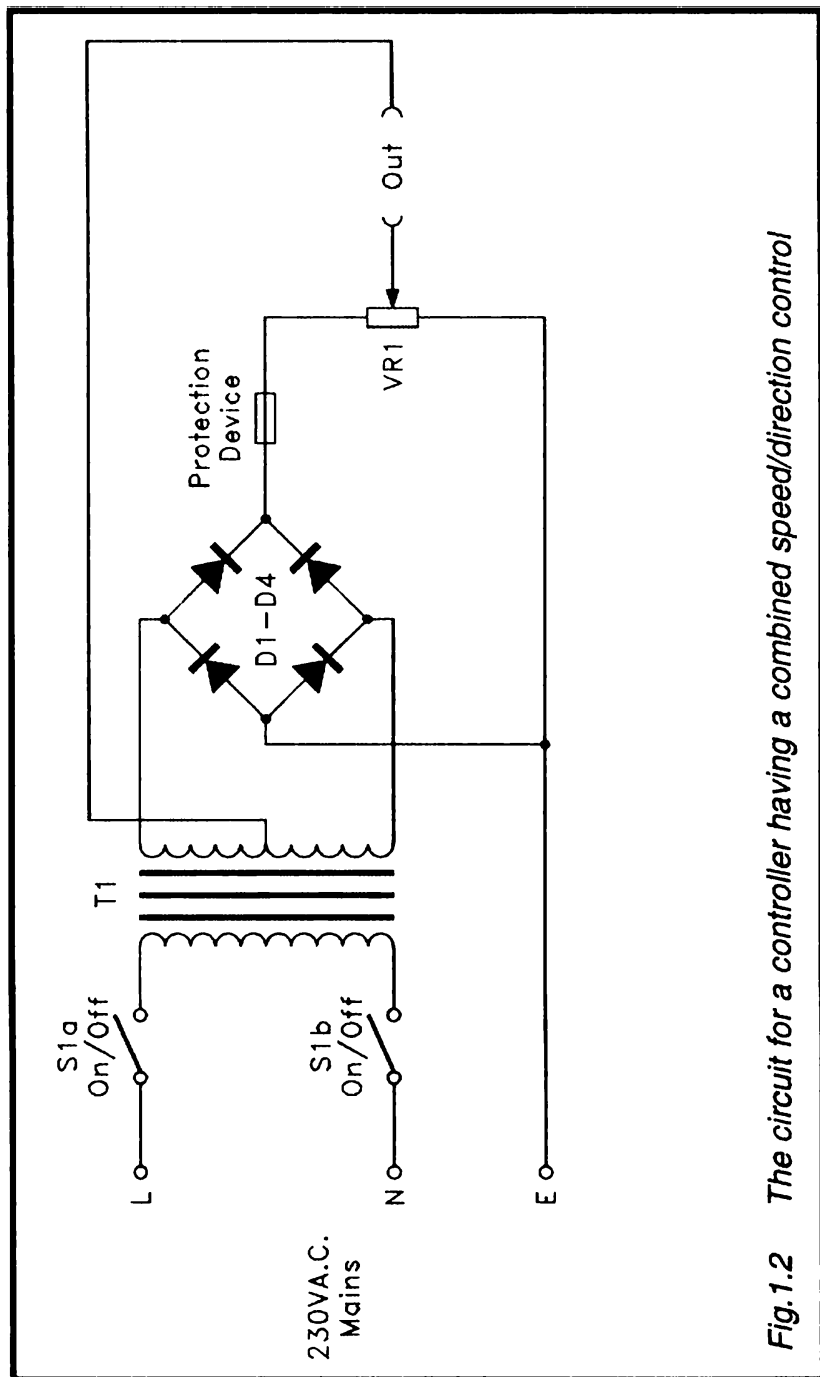 230VA.C.
Mains
L
N
E
S1a
On/Off
S1b
On/Off
T1
D1-D4
Protection
Device
VR1
Out
Fig.1.2 The circuit for a controller having a combined speed/direction control